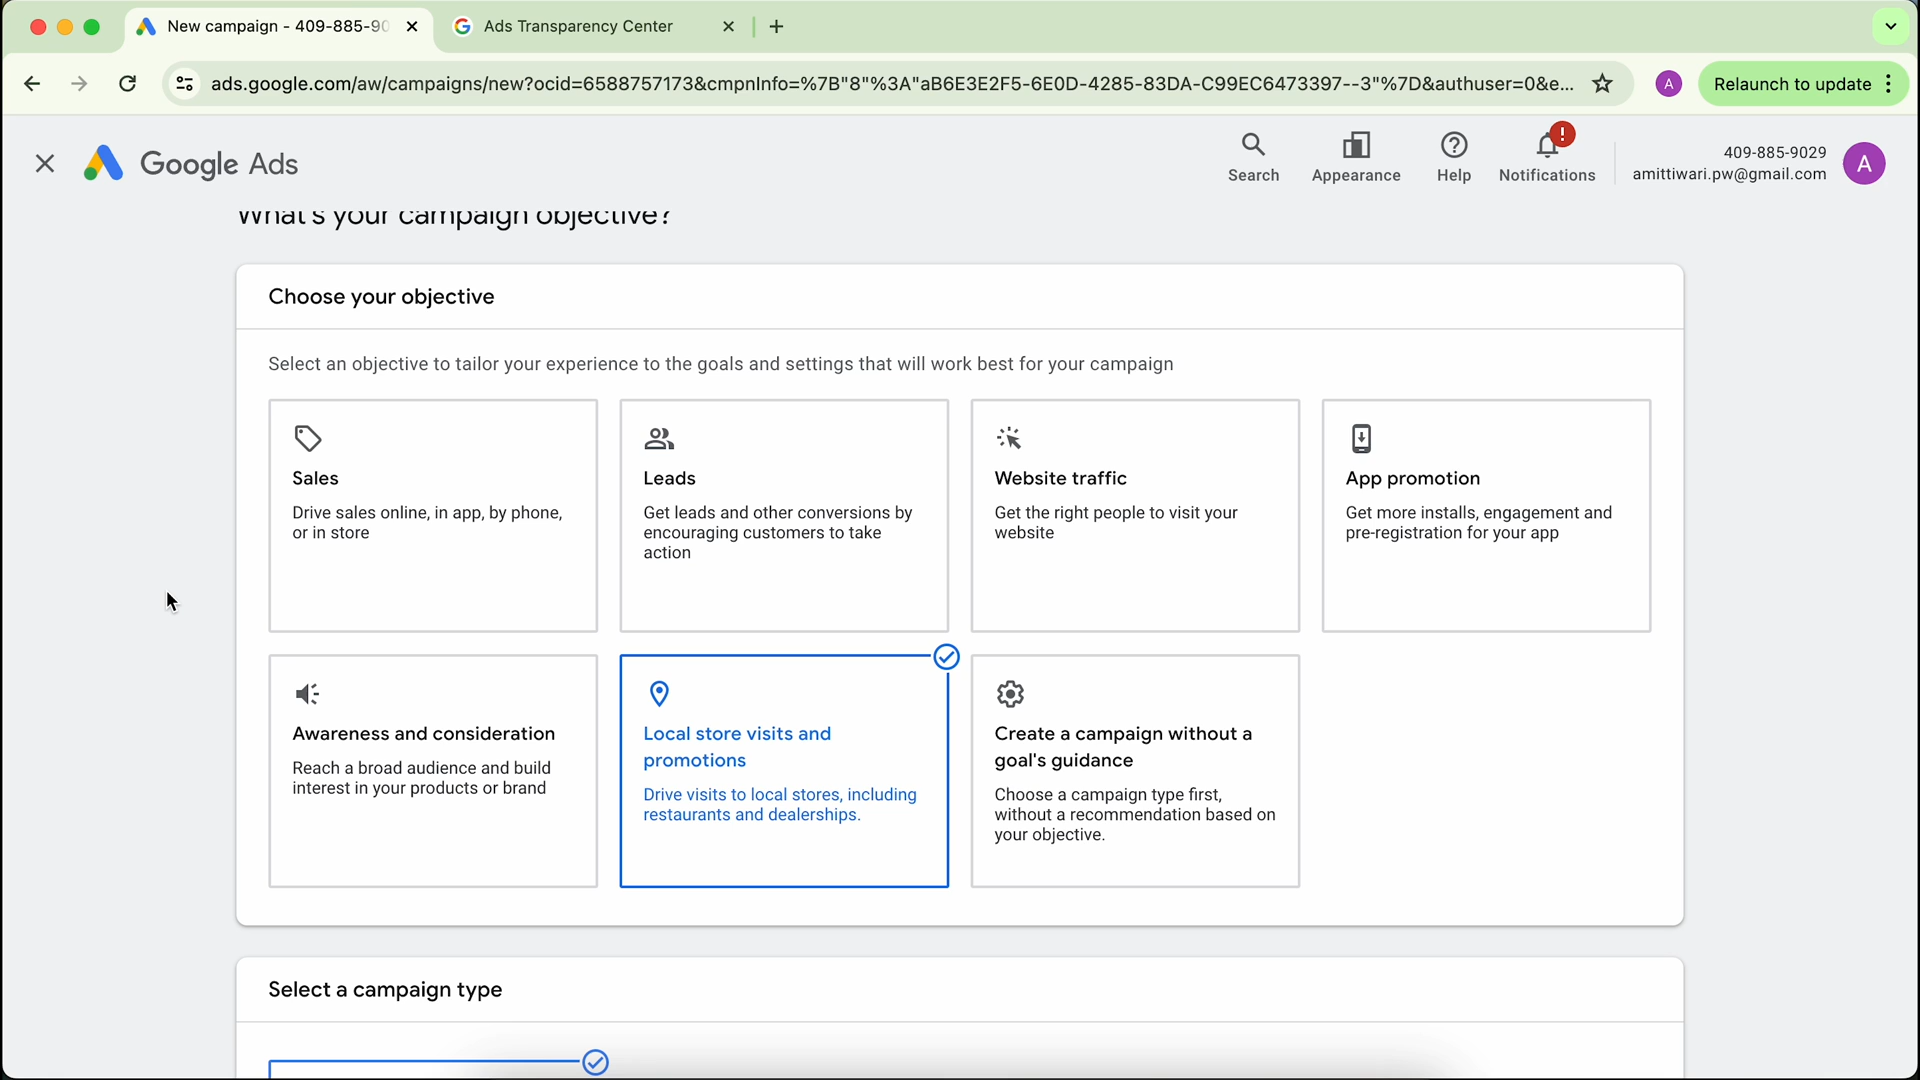 New campaign - 409-885-90
Ads Transparency Center
ads.google.com/aw/campaigns/new?ocid=6588757173&cmpnInfo=%7B"8"%3A"aB6E3E2F5-6E0D-4285-83DA-C99EC6473397--3"%7D&authuser=0&e...
A
Relaunch to update
Google Ads
Search
Appearance
Help
!
Notifications
409-885-9029
amittiwari.pw@gmail.com
A
What's your campaign objective?
Choose your objective
Select an objective to tailor your experience to the goals and settings that will work best for your campaign
Sales
Drive sales online, in app, by phone,
or in store
Leads
Get leads and other conversions by
encouraging customers to take
action
Website traffic
Get the right people to visit your
website
App promotion
Get more installs, engagement and
pre-registration for your app
Awareness and consideration
Reach a broad audience and build
interest in your products or brand
Local store visits and
promotions
Drive visits to local stores, including
restaurants and dealerships.
Create a campaign without a
goal's guidance
Choose a campaign type first,
without a recommendation based on
your objective.
Select a campaign type